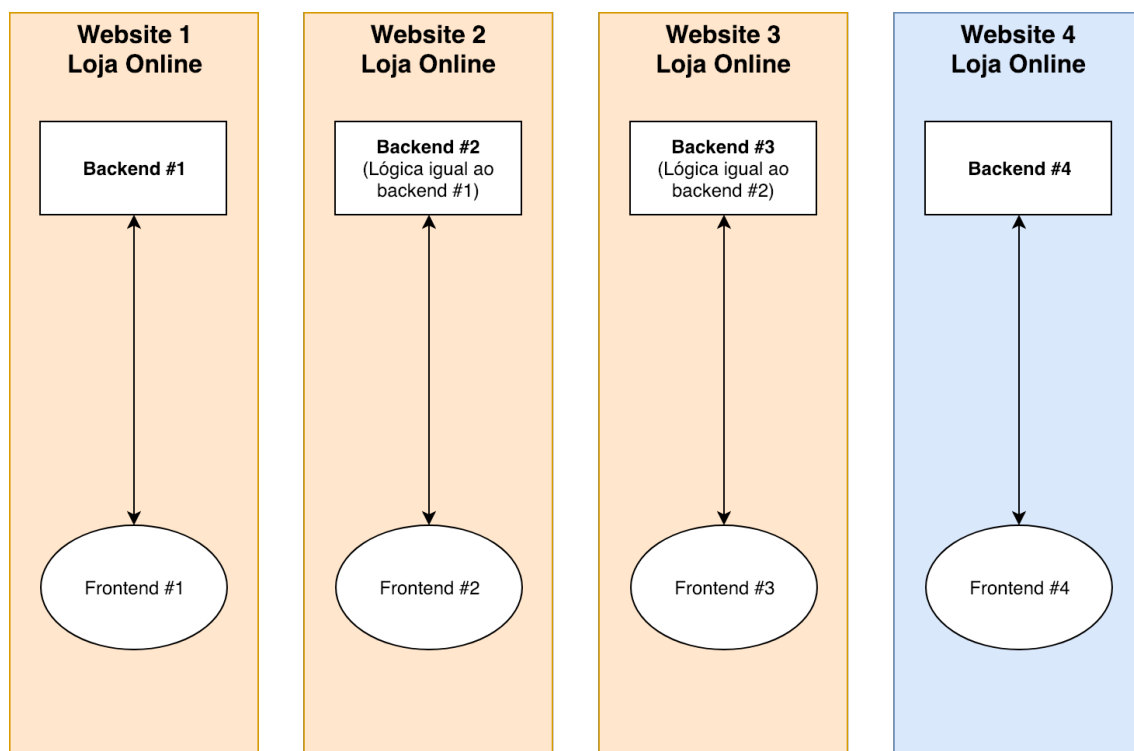 Website 1
Loja Online
Website 2
Loja Online
Website 3
Loja Online
Website 4
Loja Online
Backend #1
Backend #2
(Lógica igual ao
backend #1)
Backend #3
(Lógica igual ao
backend #2)
Backend #4
Frontend #1
Frontend #2
Frontend #3
Frontend #4